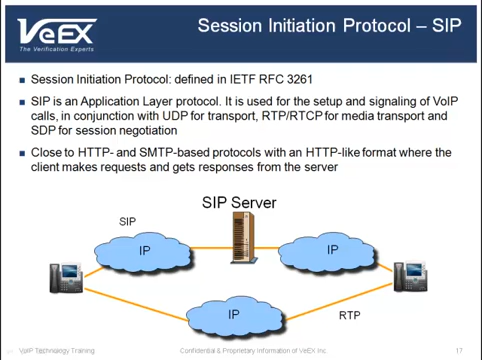 VeEX
The Verification Experts
Session Initiation Protocol – SIP
Session Initiation Protocol: defined in IETF RFC 3261
SIP is an Application Layer protocol. It is used for the setup and signaling of VoIP
calls, in conjunction with UDP for transport, RTP/RTCP for media transport and
SDP for session negotiation
Close to HTTP- and SMTP-based protocols with an HTTP-like format where the
client makes requests and gets responses from the server
SIP Server
SIP
IP
IP
IP
RTP
VoIP Technology Training
Confidential & Proprietary Information of VeEX Inc.
17